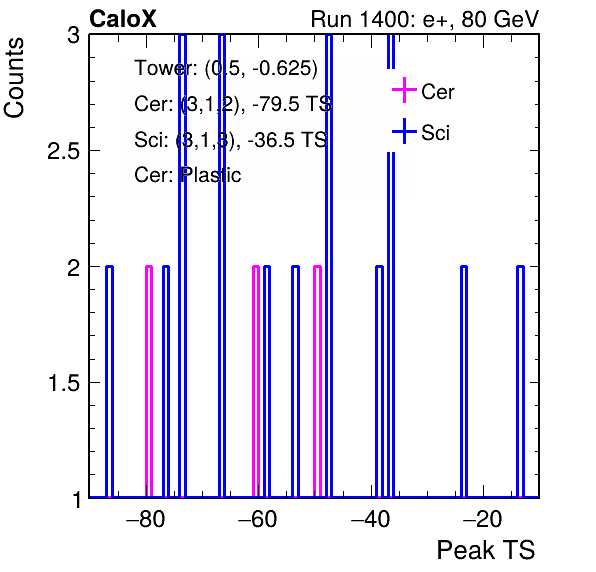 CaloX Run 1400: e+, 80 GeV
Counts
3
2.5
2
1.5
1
Tower: (0.5, -0.625)
Cer: (3,1,2), -79.5 TS
Sci: (3,1,3), -36.5 TS
Cer: Plastic
Cer
Sci
−80 −60 −40 −20
Peak TS